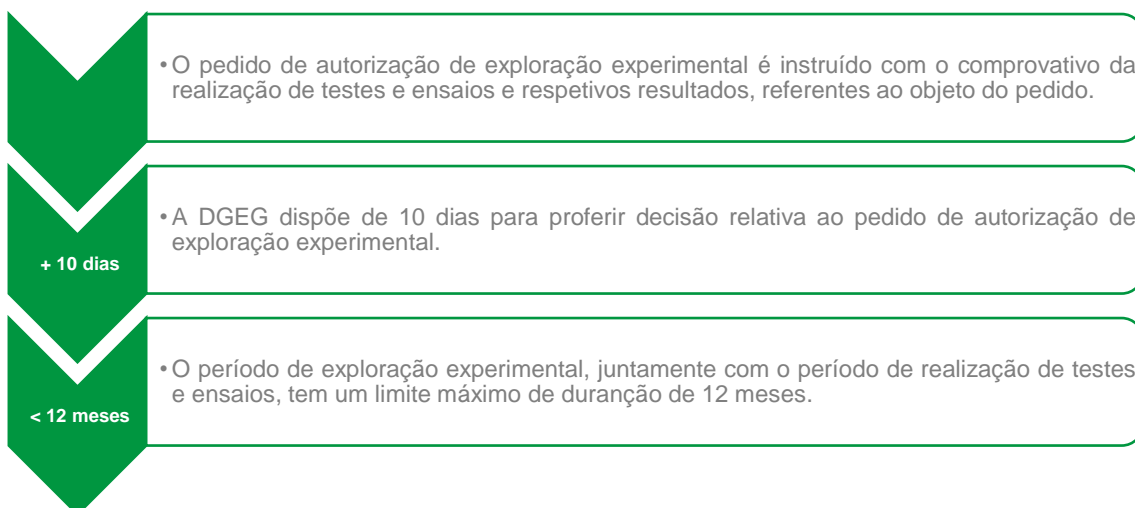 • O pedido de autorização de exploração experimental é instruído com o comprovativo da
realização de testes e ensaios e respetivos resultados, referentes ao objeto do pedido.
+ 10 dias
• A DGEG dispõe de 10 dias para proferir decisão relativa ao pedido de autorização de
exploração experimental.
< 12 meses
• O período de exploração experimental, juntamente com o período de realização de testes
e ensaios, tem um limite máximo de duranção de 12 meses.